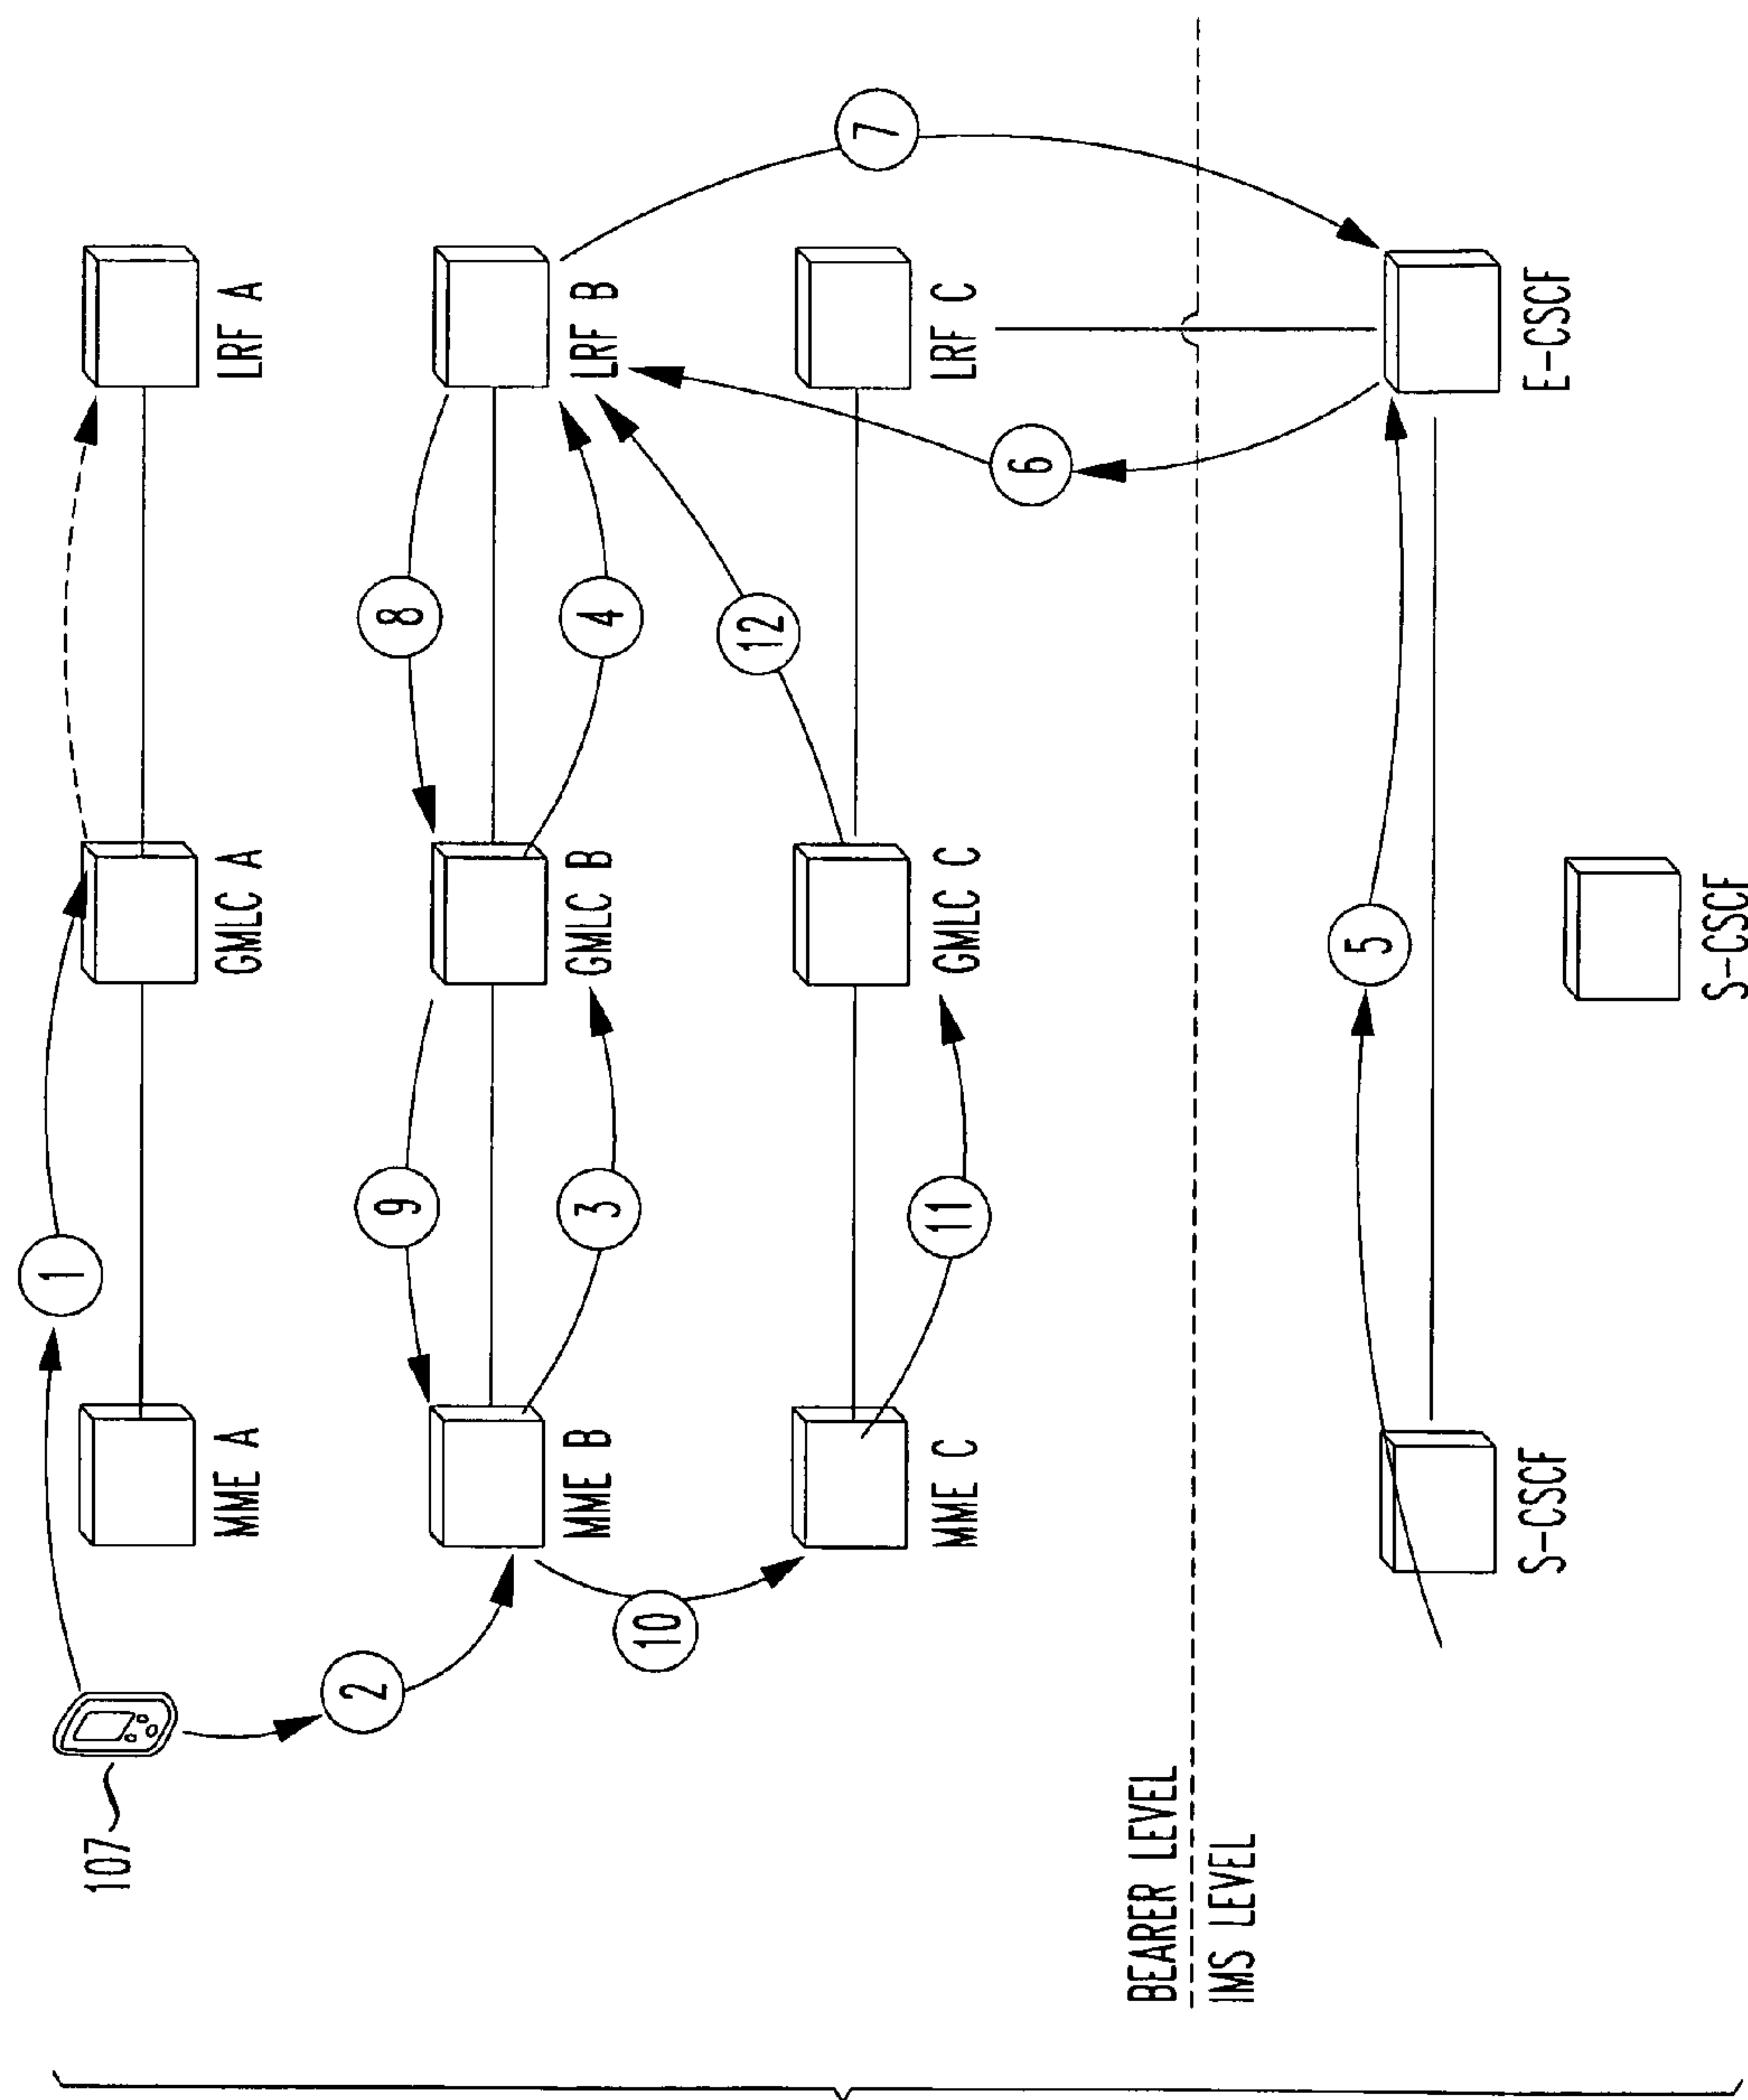 107
1
2
MME A
GMLC A
LRF A
9
8
MME B
GMLC B
LRF B
3
4
10
12
MME C
GMLC C
LRF C
11
6
7
BEARER LEVEL
IMS LEVEL
5
S-CSCF
E-CSCF
S-CSCF